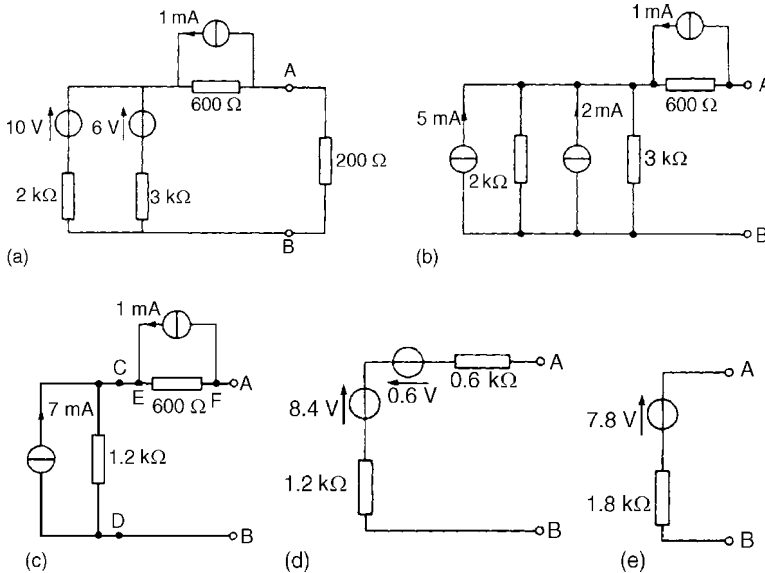 1 mA
A
600 Ω
10 V
6 V
200 Ω
2 kΩ
3 kΩ
B
(a)
1 mA
A
600 Ω
5 mA
2 mA
2 kΩ
3 kΩ
B
(b)
1 mA
C
E
600 Ω
F
A
7 mA
1.2 kΩ
D
B
(c)
A
0.6 V
0.6 kΩ
8.4 V
1.2 kΩ
B
(d)
A
7.8 V
1.8 kΩ
B
(e)